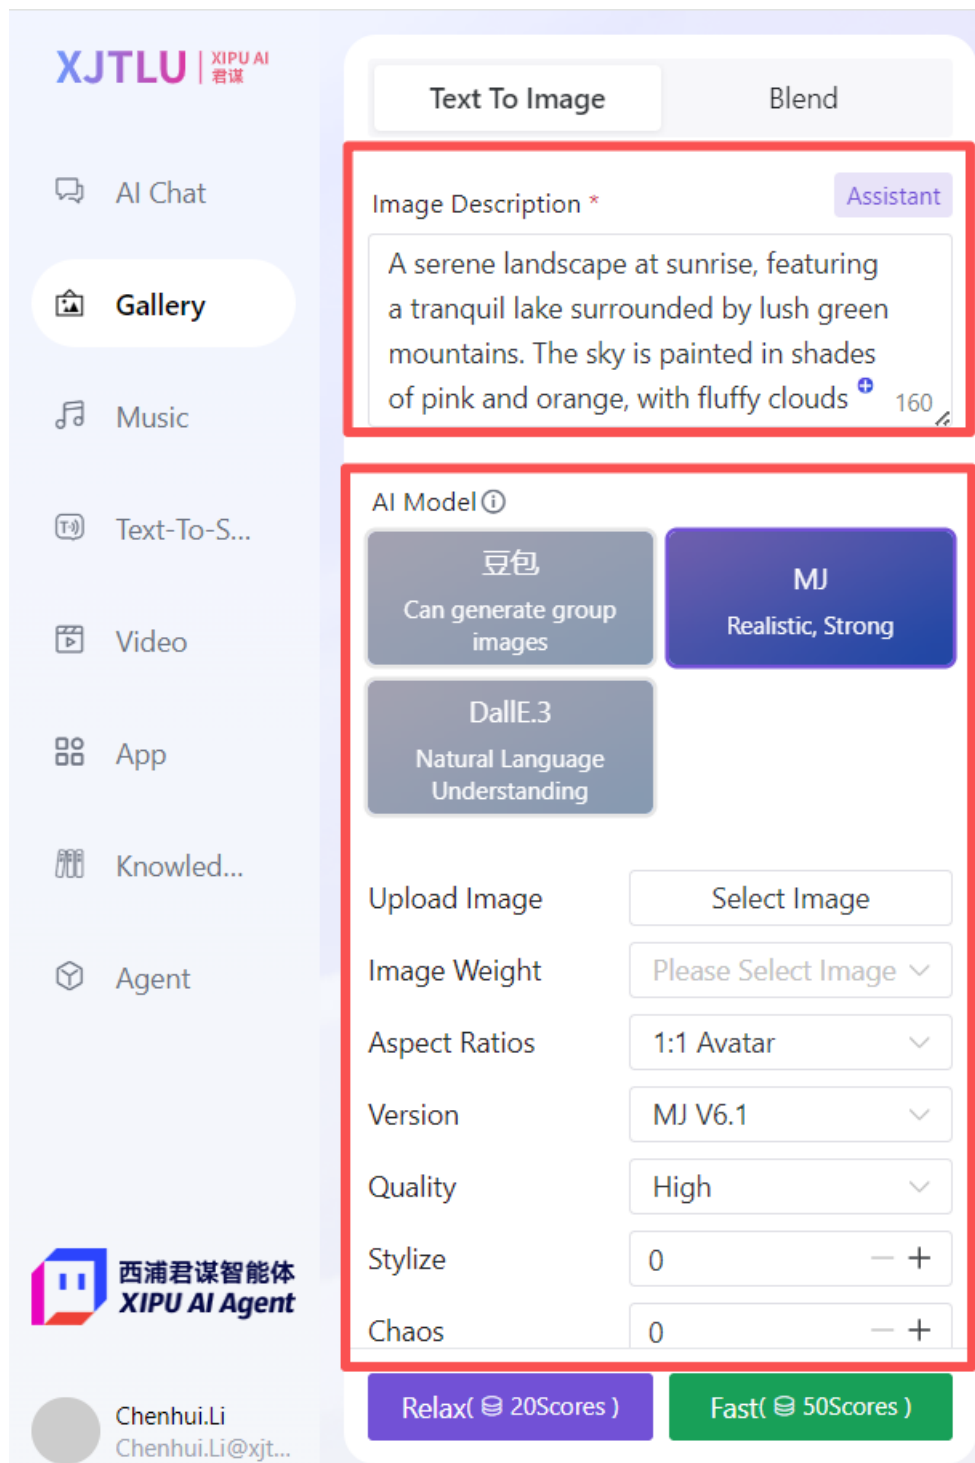 XJTLU
XIPU AI
君谋
AI Chat
Gallery
Music
Text-To-S...
Video
App
Knowled...
Agent
西浦君谋智能体
XIPU AI Agent
Chenhui.Li
Chenhui.Li@xjt...
Text To Image
Blend
Image Description *
Assistant
A serene landscape at sunrise, featuring
a tranquil lake surrounded by lush green
mountains. The sky is painted in shades
of pink and orange, with fluffy clouds
160
AI Model
豆包
Can generate group
images
MJ
Realistic, Strong
DallE.3
Natural Language
Understanding
Upload Image
Select Image
Image Weight
Please Select Image
Aspect Ratios
1:1 Avatar
Version
MJ V6.1
Quality
High
Stylize
0
Chaos
0
Relax( 20Scores )
Fast( 50Scores )